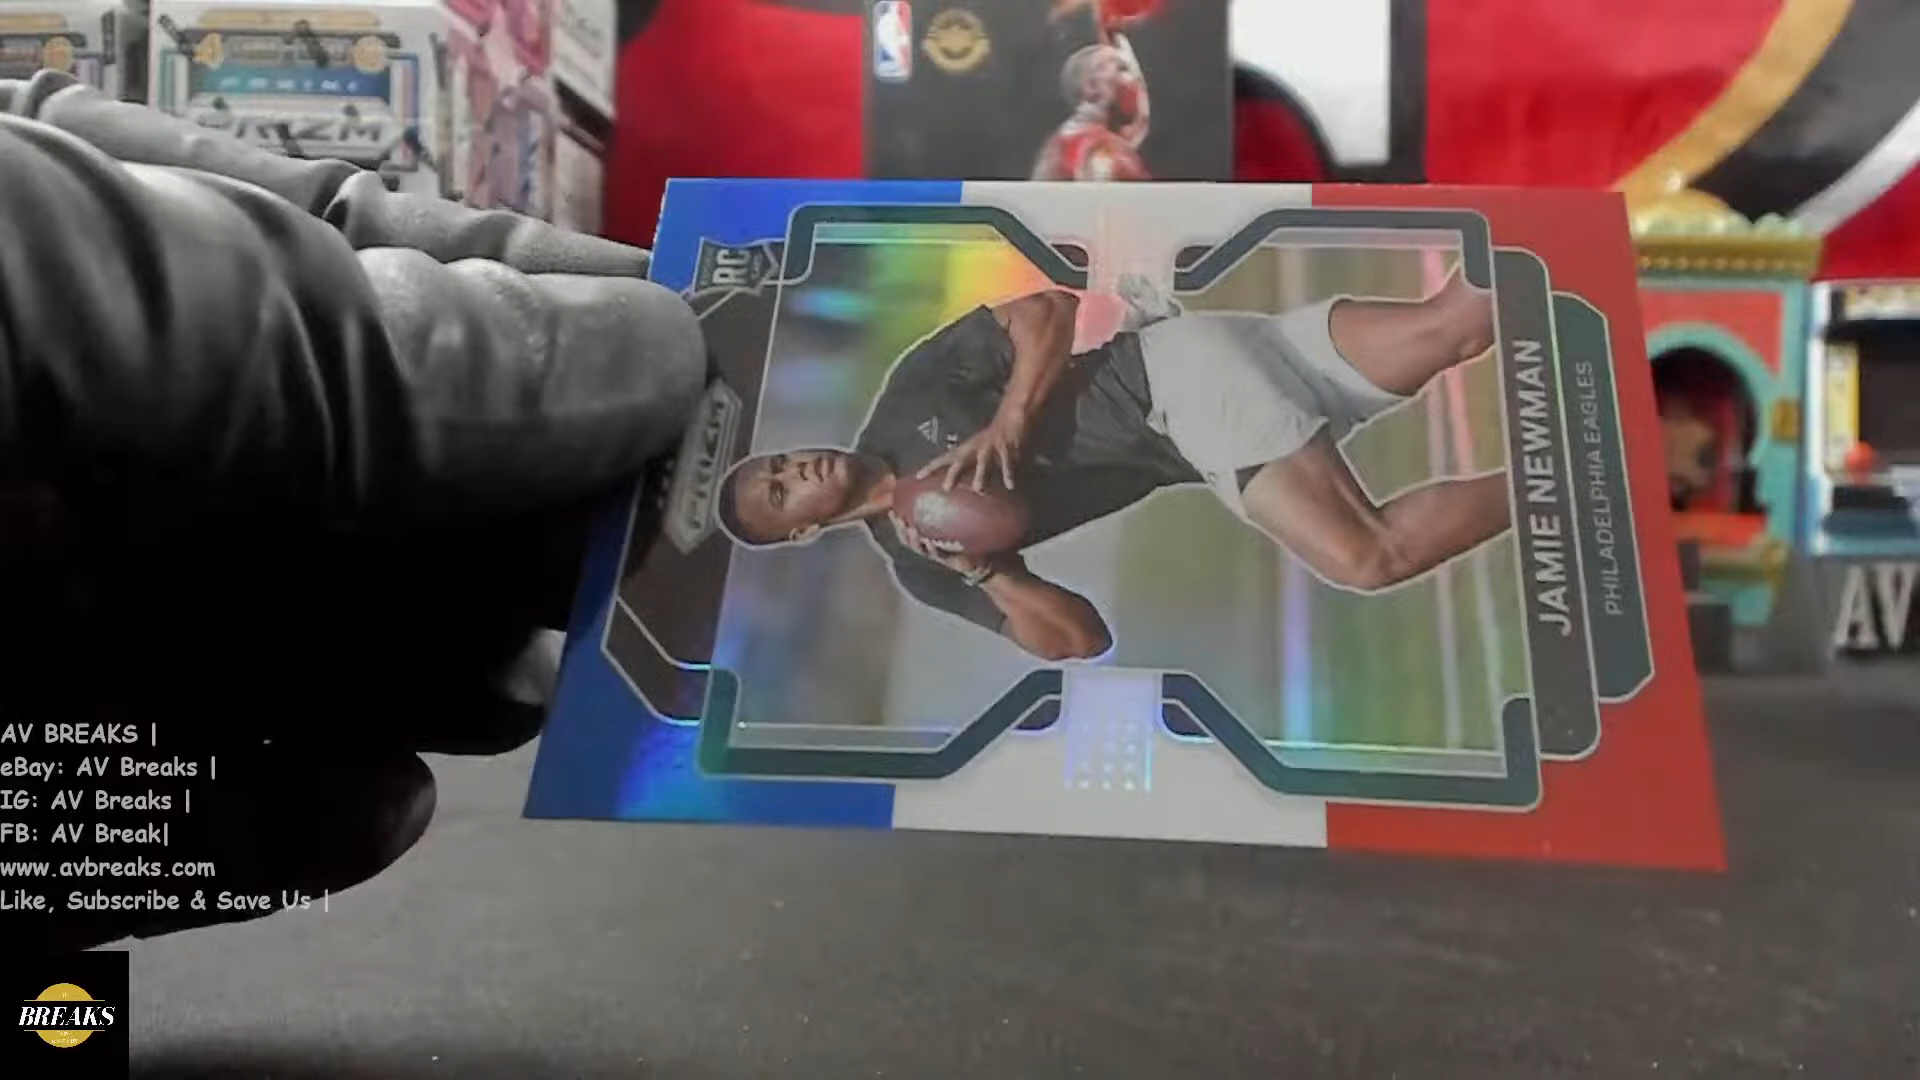 PRIZM
RC
PRIZM
JAMIE NEWMAN
PHILADELPHIA EAGLES
AV
AV BREAKS |
eBay: AV Breaks |
IG: AV Breaks |
FB: AV Break|
www.avbreaks.com
Like, Subscribe & Save Us |
BREAKS